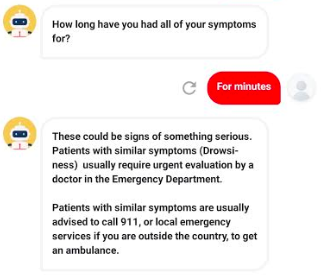 How long have you had all of your symptoms
for?
For minutes
These could be signs of something serious.
Patients with similar symptoms (Drowsi-
ness) usually require urgent evaluation by a
doctor in the Emergency Department.
Patients with similar symptoms are usually
advised to call 911, or local emergency
services if you are outside the country, to get
an ambulance.